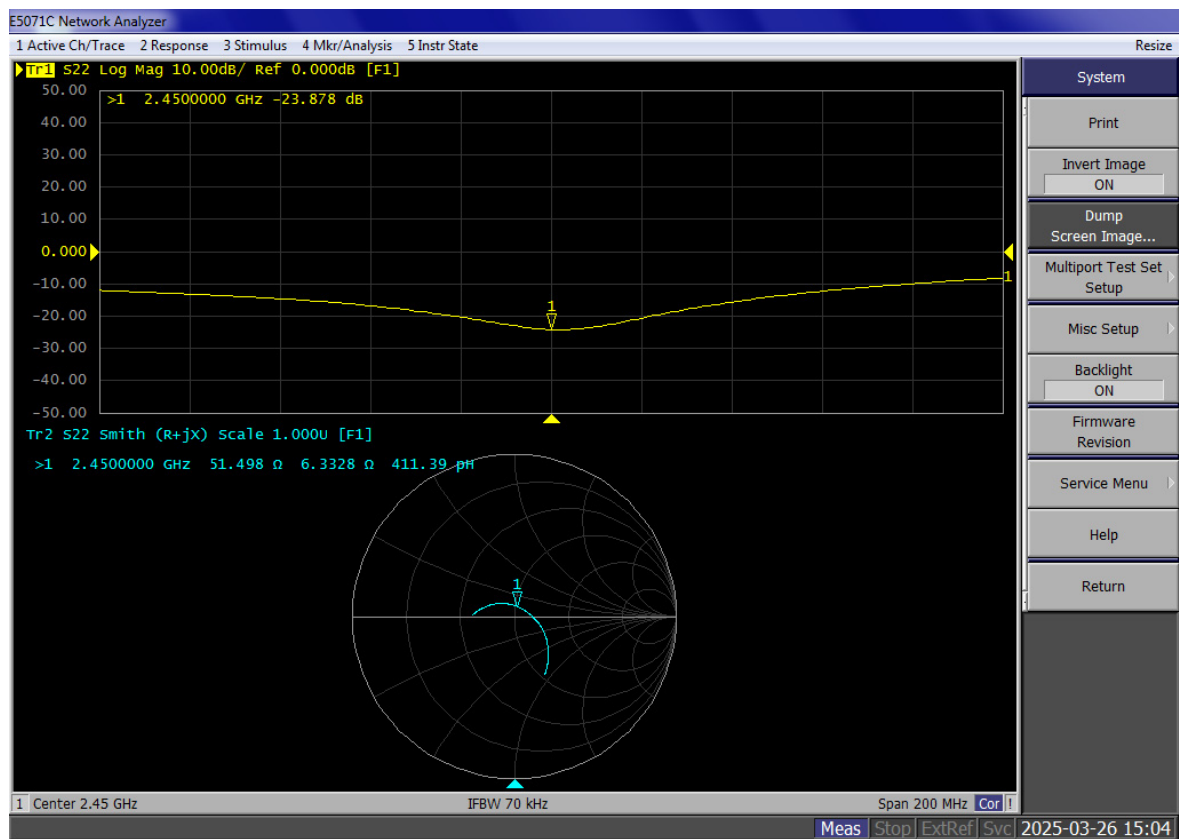 E5071C Network Analyzer
1 Active Ch/Trace 2 Response 3 Stimulus 4 Mkr/Analysis 5 Instr State Resize
Tr1 S22 Log Mag 10.00dB/ Ref 0.000dB [F1]
50.00
>1 2.4500000 GHz -23.878 dB
40.00
30.00
20.00
10.00
0.000
-10.00
1
1
-20.00
-30.00
-40.00
-50.00
Tr2 S22 Smith (R+jX) Scale 1.000U [F1]
>1 2.4500000 GHz 51.498 Ω 6.3328 Ω 411.39 pH
1
System
Print
Invert Image
ON
Dump
Screen Image...
Multiport Test Set
Setup
Misc Setup
Backlight
ON
Firmware
Revision
Service Menu
Help
Return
1 Center 2.45 GHz IFBW 70 kHz Span 200 MHz Cor !
Meas Stop ExtRef Svc 2025-03-26 15:04